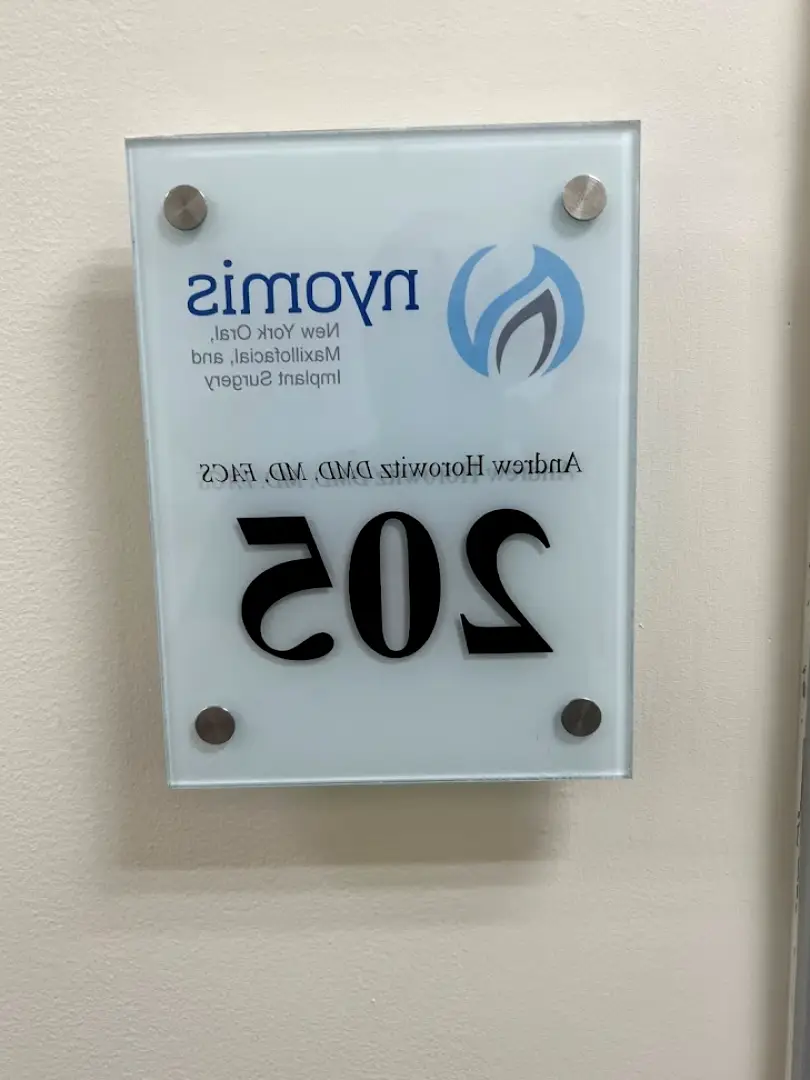 nyomis
New York Oral,
Maxillofacial, and
Implant Surgery
Andrew Horowitz DMD, MD, FACS
205